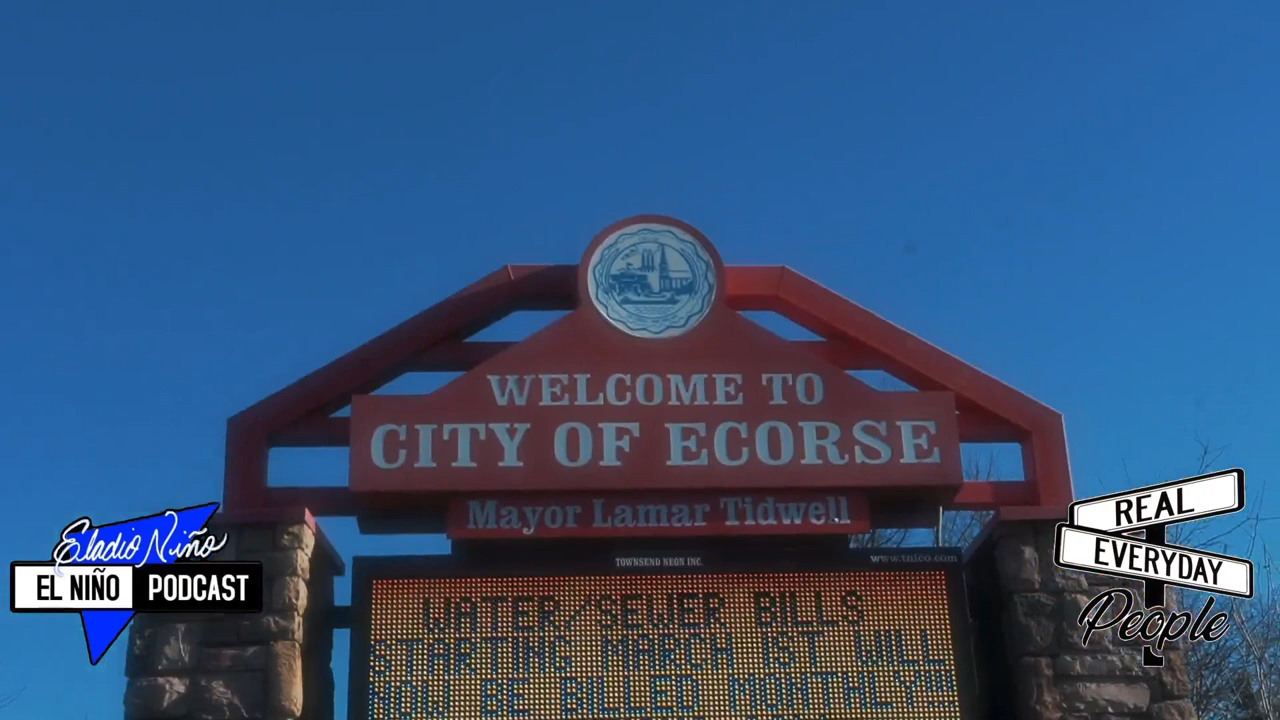 WELCOME TO
CITY OF ECORSE
Mayor Lamar Tidwell
TOWNSEND NEON INC.
www.tnico.com
WATER/SEWER BILLS
STARTING MARCH 1ST WILL
NOW BE BILLED MONTHLY!!!
Eladio Niño
EL NIÑO PODCAST
REAL
EVERYDAY
People